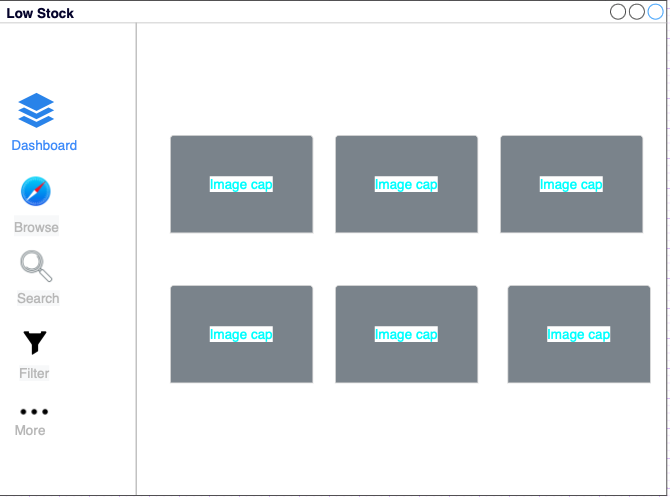 Low Stock
Dashboard
Browse
Search
Filter
More
Image cap
Image cap
Image cap
Image cap
Image cap
Image cap